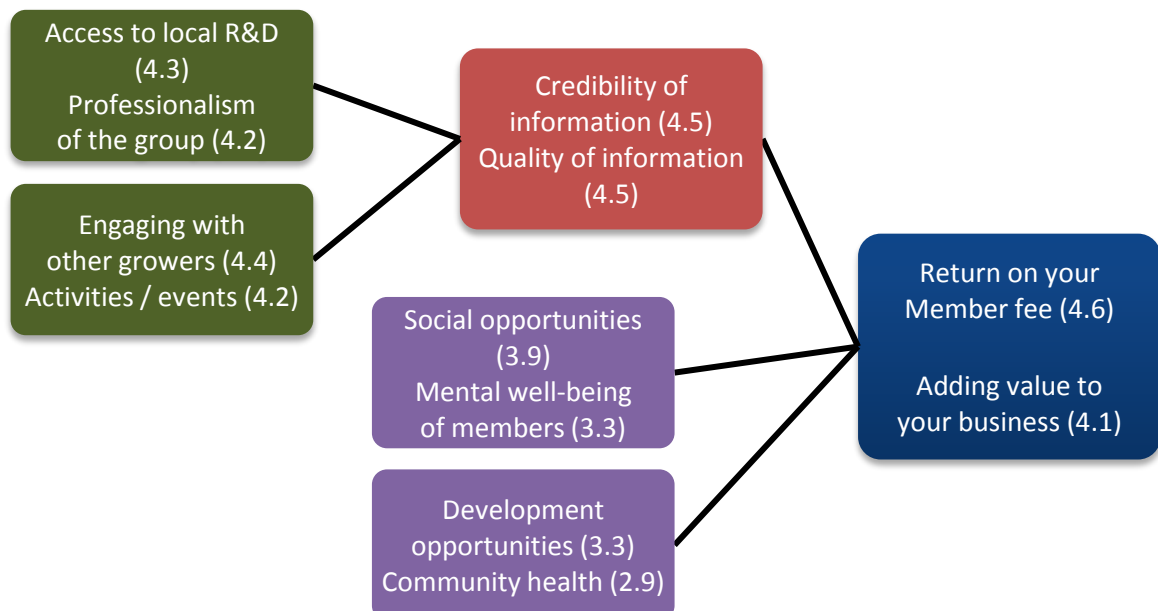 Access to local R&D
(4.3)
Professionalism
of the group (4.2)
Engaging with
other growers (4.4)
Activities / events (4.2)
Credibility of
information (4.5)
Quality of information
(4.5)
Social opportunities
(3.9)
Mental well-being
of members (3.3)
Development
opportunities (3.3)
Community health (2.9)
Return on your
Member fee (4.6)
Adding value to
your business (4.1)